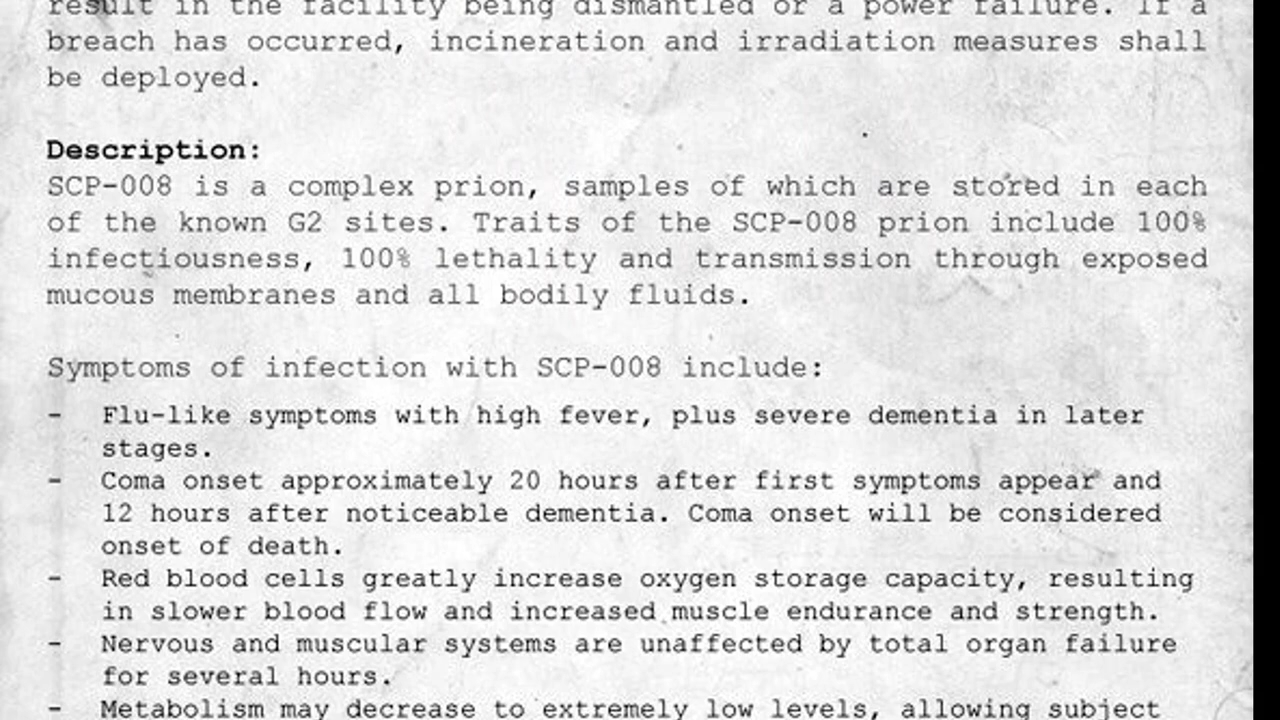 result in the facility being dismantled or a power failure. If a
breach has occurred, incineration and irradiation measures shall
be deployed.
Description:
SCP-008 is a complex prion, samples of which are stored in each
of the known G2 sites. Traits of the SCP-008 prion include 100%
infectiousness, 100% lethality and transmission through exposed
mucous membranes and all bodily fluids.
Symptoms of infection with SCP-008 include:
- Flu-like symptoms with high fever, plus severe dementia in later
stages.
- Coma onset approximately 20 hours after first symptoms appear and
12 hours after noticeable dementia. Coma onset will be considered
onset of death.
- Red blood cells greatly increase oxygen storage capacity, resulting
in slower blood flow and increased muscle endurance and strength.
- Nervous and muscular systems are unaffected by total organ failure
for several hours.
- Metabolism may decrease to extremely low levels, allowing subject